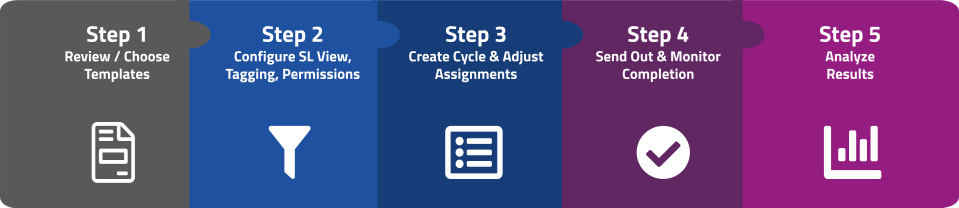 Step 1
Review / Choose
Templates
Step 2
Configure SL View,
Tagging, Permissions
Step 3
Create Cycle & Adjust
Assignments
Step 4
Send Out & Monitor
Completion
Step 5
Analyze
Results